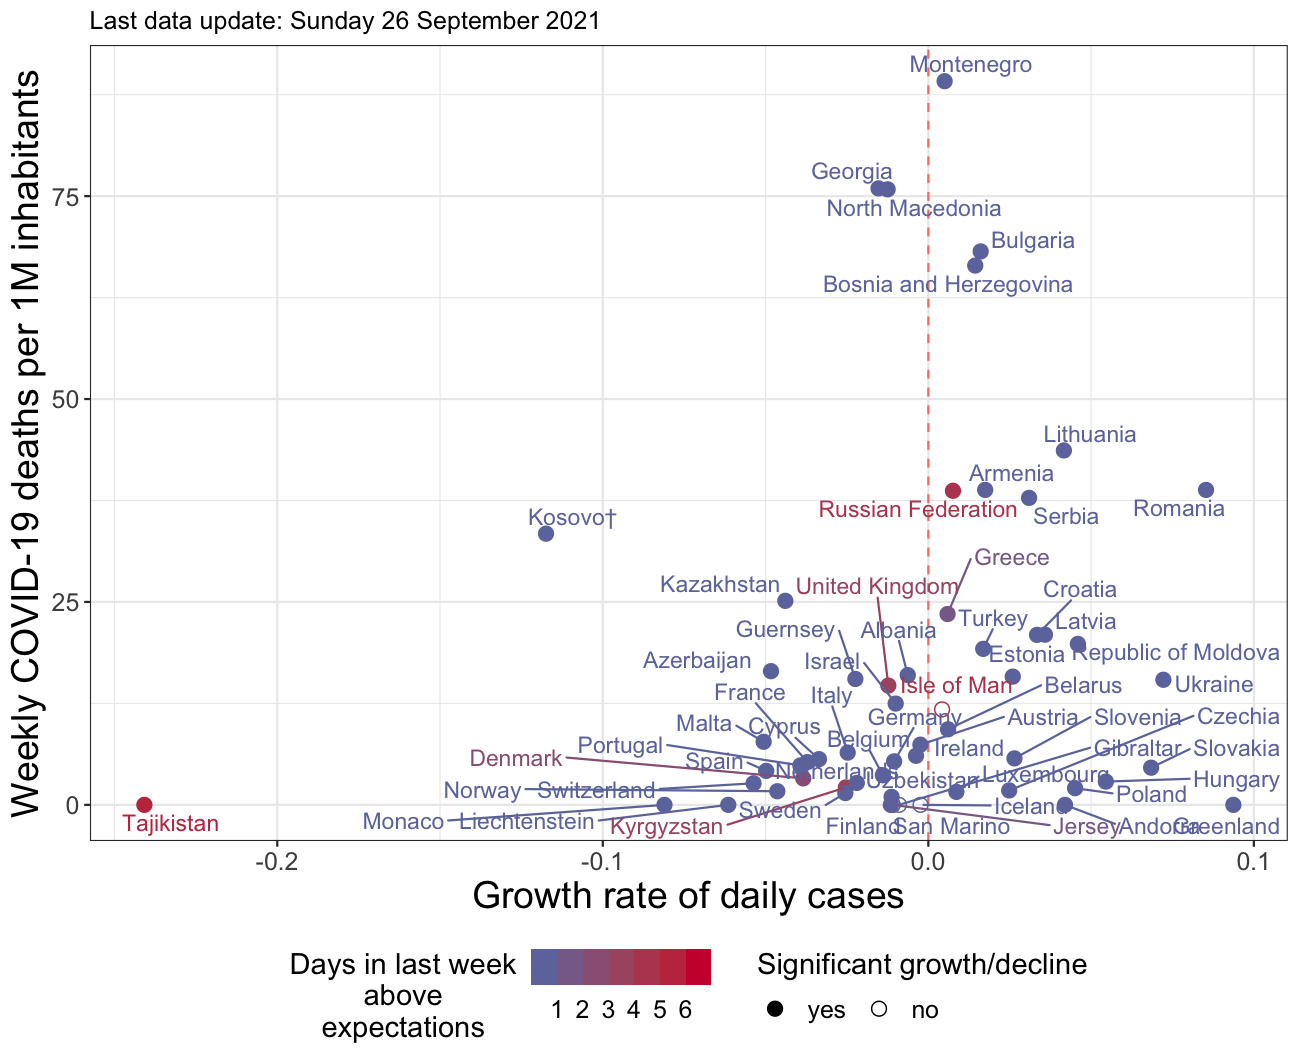 Last data update: Sunday 26 September 2021
Weekly COVID-19 deaths per 1M inhabitants
Montenegro
Georgia
75
North Macedonia
Bulgaria
Bosnia and Herzegovina
50
Lithuania
Armenia
Russian Federation
Romania
Serbia
Kosovo†
Greece
Kazakhstan
United Kingdom
Croatia
25
Turkey
Latvia
Guernsey
Albania
Estonia
Republic of Moldova
Azerbaijan
Israel
Isle of Man
Belarus
Ukraine
France
Italy
Germany
Austria
Slovenia
Czechia
Malta
Cyprus
Portugal
Belgium
Ireland
Gibraltar
Slovakia
Denmark
Spain
Netherlands
Uzbekistan
Luxembourg
Hungary
Norway
Switzerland
Poland
0
Sweden
Iceland
Tajikistan
Monaco
Liechtenstein
Kyrgyzstan
Finland
San Marino
Jersey
Andorra
Greenland
-0.2
-0.1
0.0
0.1
Growth rate of daily cases
Days in last week
above
expectations
1 2 3 4 5 6
Significant growth/decline
yes
no